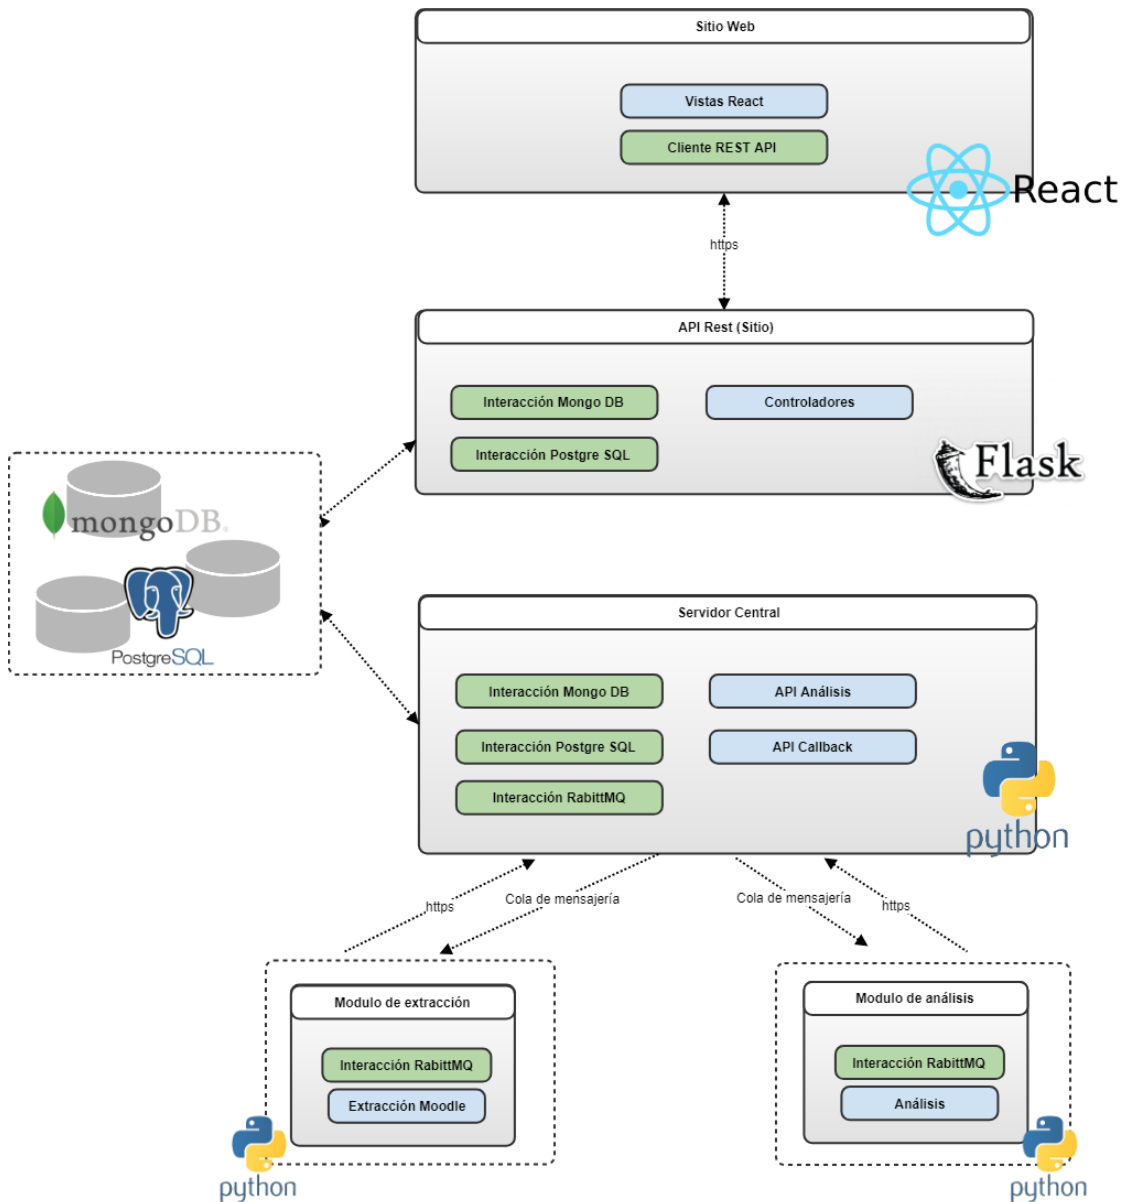 Sitio Web
Vistas React
Cliente REST API
React
https
API Rest (Sitio)
Interacción Mongo DB
Controladores
Interacción Postgre SQL
Flask
mongoDB.
PostgreSQL
Servidor Central
Interacción Mongo DB
API Análisis
Interacción Postgre SQL
API Callback
Interacción RabittMQ
python
https
Cola de mensajería
Cola de mensajería
https
Modulo de extracción
Interacción RabittMQ
Extracción Moodle
python
Modulo de análisis
Interacción RabittMQ
Análisis
python